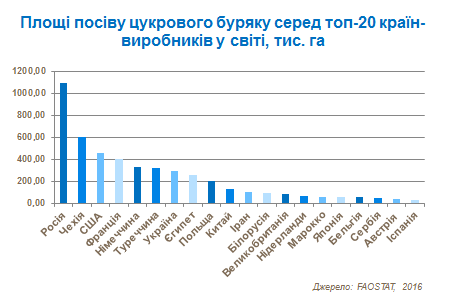 Площі посіву цукрового буряку серед топ-20 країн-
виробників у світі, тис. га
1200,00
1000,00
800,00
600,00
400,00
200,00
0,00
Росія
Чехія
США
Франція
Німеччина
Туреччина
Україна
Єгипет
Польща
Китай
Іран
Білорусія
Великобританія
Нідерланди
Марокко
Японія
Бельгія
Сербія
Австрія
Іспанія
Джерело: FAOSTAT, 2016